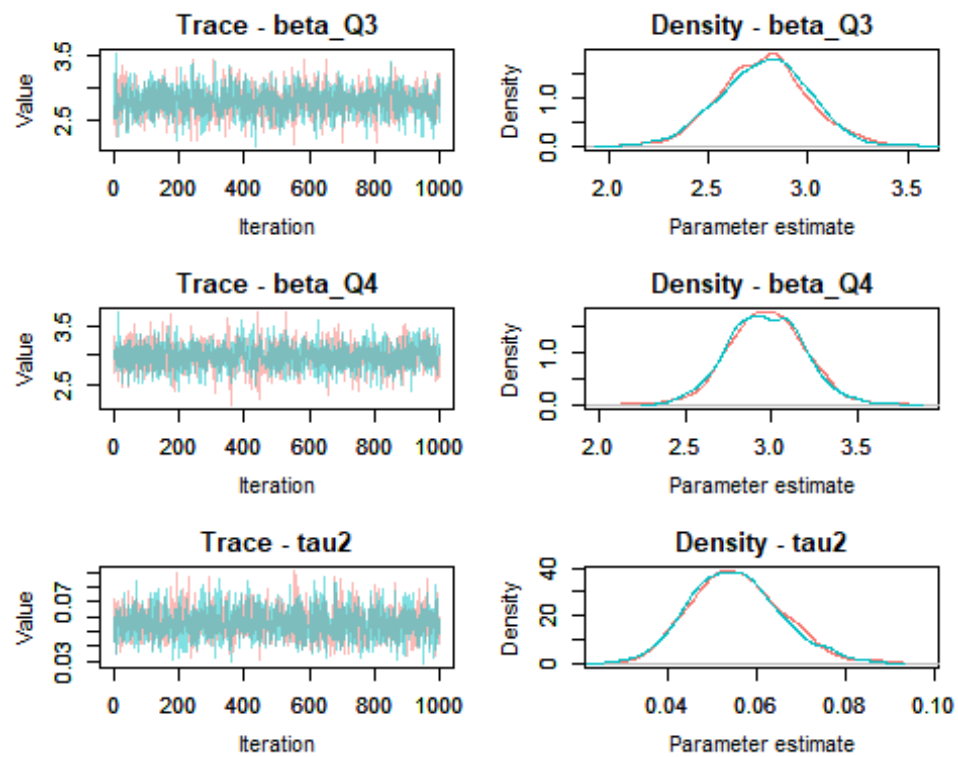 Trace - beta_Q3
Value
2.5 3.5
0 200 400 600 800 1000
Iteration
Density - beta_Q3
Density
0.0 1.0
2.0 2.5 3.0 3.5
Parameter estimate
Trace - beta_Q4
Value
2.5 3.5
0 200 400 600 800 1000
Iteration
Density - beta_Q4
Density
0.0 1.0
2.0 2.5 3.0 3.5
Parameter estimate
Trace - tau2
Value
0.03 0.07
0 200 400 600 800 1000
Iteration
Density - tau2
Density
0 20 40
0.04 0.06 0.08 0.10
Parameter estimate